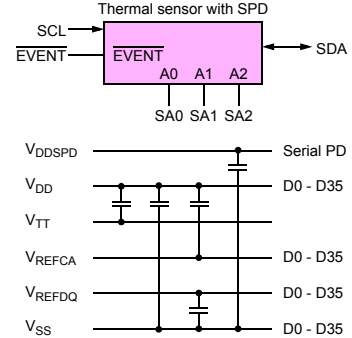 Thermal sensor with SPD
SCL
EVENT EVENT SDA
A0 A1 A2
SA0 SA1 SA2
VDDSPD Serial PD
VDD D0 - D35
VTT
VREFCA D0 - D35
VREFDQ D0 - D35
VSS D0 - D35